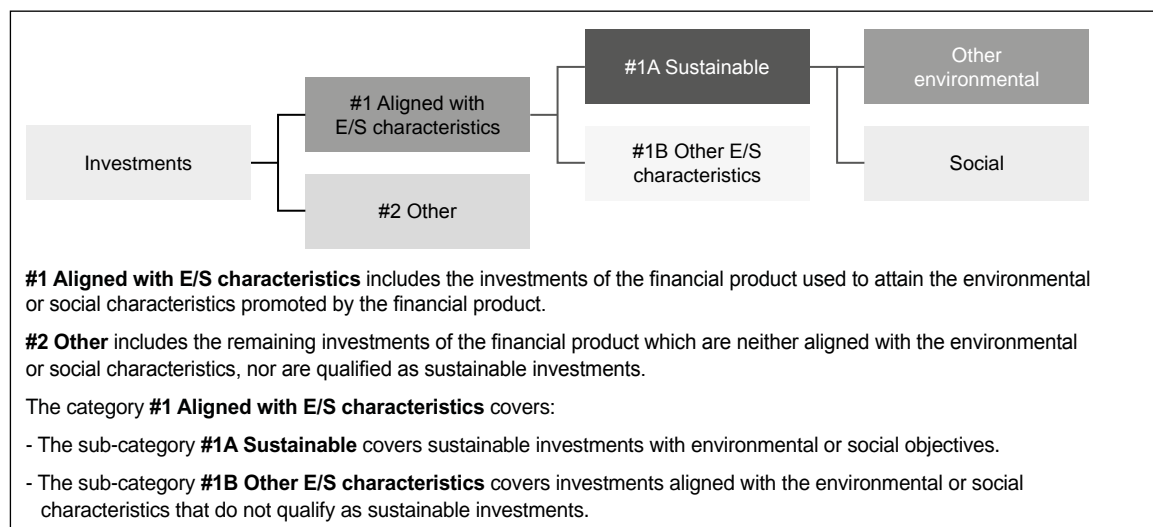 Investments
#1 Aligned with
E/S characteristics
#2 Other
#1A Sustainable
#1B Other E/S
characteristics
Other
environmental
Social
#1 Aligned with E/S characteristics includes the investments of the financial product used to attain the environmental
or social characteristics promoted by the financial product.
#2 Other includes the remaining investments of the financial product which are neither aligned with the environmental
or social characteristics, nor are qualified as sustainable investments.
The category #1 Aligned with E/S characteristics covers:
- The sub-category #1A Sustainable covers sustainable investments with environmental or social objectives.
- The sub-category #1B Other E/S characteristics covers investments aligned with the environmental or social
characteristics that do not qualify as sustainable investments.